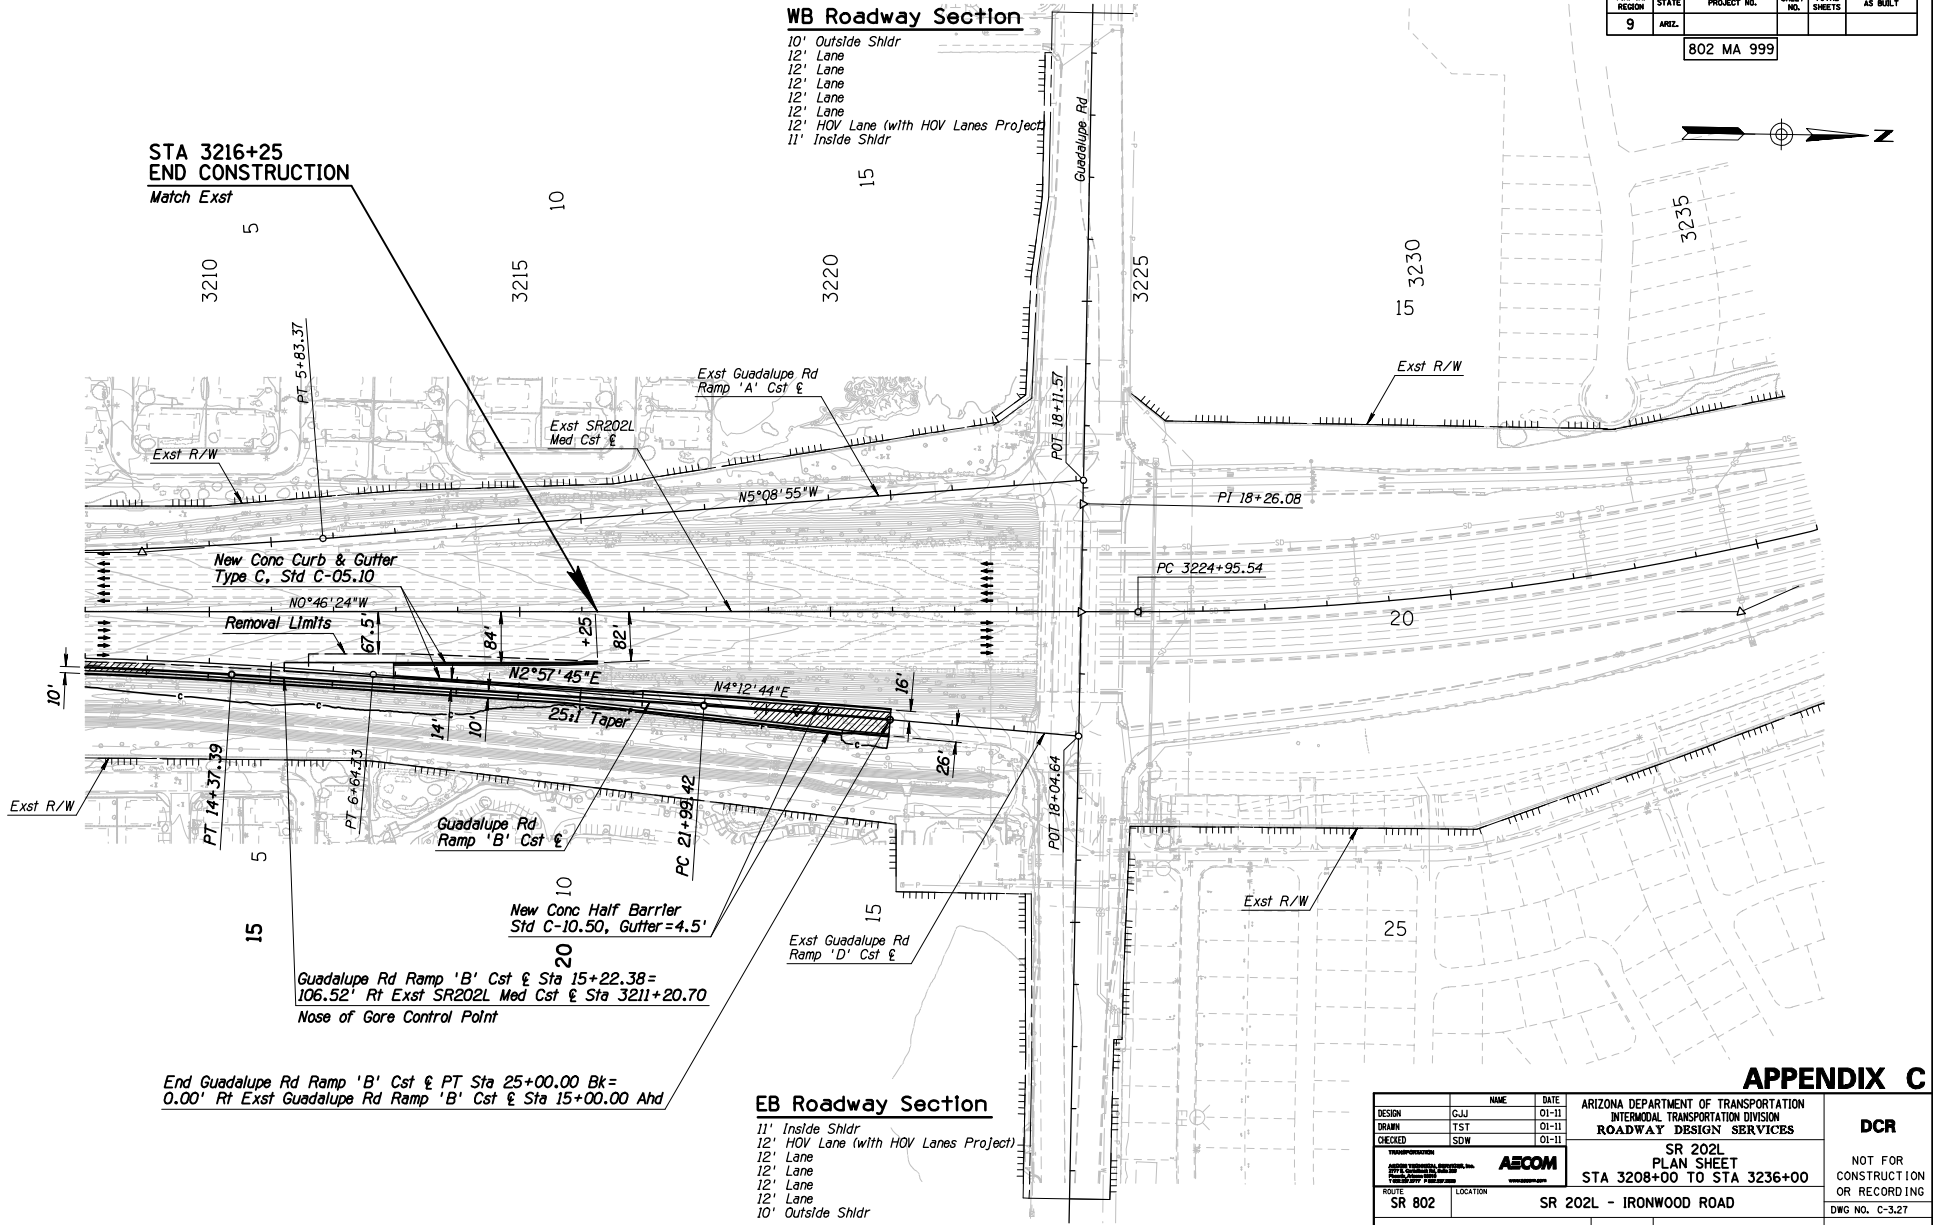 WB Roadway Section
10' Outside Shldr
12' Lane
12' Lane
12' Lane
12' Lane
12' Lane
12' HOV Lane (with HOV Lanes Project)
11' Inside Shldr
REGION
STATE
PROJECT NO.
NO.
SHEETS
AS BUILT
9
ARIZ.
802 MA 999
N
STA 3216+25
END CONSTRUCTION
Match Exst
5
10
15
3210
3215
3220
3225
3230
3235
15
Guadalupe Rd
PT 5+83.37
Exst Guadalupe Rd
Ramp 'A' Cst ℄
Exst SR202L
Med Cst ℄
POT 18+11.57
Exst R/W
Exst R/W
N5°08'55"W
PI 18+26.08
New Conc Curb & Gutter
Type C, Std C-05.10
PC 3224+95.54
N0°46'24"W
Removal Limits
67.5'
84'
+25
82'
20
10'
N2°57'45"E
N4°12'44"E
16'
25:1 Taper
14'
10'
26'
C
C
C
C
PT 14+37.39
PT 6+64.33
PC 21+99.42
POT 18+04.64
Exst R/W
Guadalupe Rd
Ramp 'B' Cst ℄
5
10
15
15
20
25
Exst R/W
New Conc Half Barrier
Std C-10.50, Gutter=4.5'
Exst Guadalupe Rd
Ramp 'D' Cst ℄
Guadalupe Rd Ramp 'B' Cst ℄ Sta 15+22.38=
106.52' Rt Exst SR202L Med Cst ℄ Sta 3211+20.70
Nose of Gore Control Point
End Guadalupe Rd Ramp 'B' Cst ℄ PT Sta 25+00.00 Bk=
0.00' Rt Exst Guadalupe Rd Ramp 'B' Cst ℄ Sta 15+00.00 Ahd
EB Roadway Section
11' Inside Shldr
12' HOV Lane (with HOV Lanes Project)
12' Lane
12' Lane
12' Lane
12' Lane
10' Outside Shldr
APPENDIX C
NAME
DATE
DESIGN GJJ 01-11
DRAWN TST 01-11
CHECKED SDW 01-11
ARIZONA DEPARTMENT OF TRANSPORTATION
INTERMODAL TRANSPORTATION DIVISION
ROADWAY DESIGN SERVICES
DCR
TRANSPORTATION
AECOM
SR 202L
PLAN SHEET
STA 3208+00 TO STA 3236+00
NOT FOR
CONSTRUCTION
OR RECORDING
ROUTE
SR 802
LOCATION
SR 202L - IRONWOOD ROAD
DWG NO. C-3.27